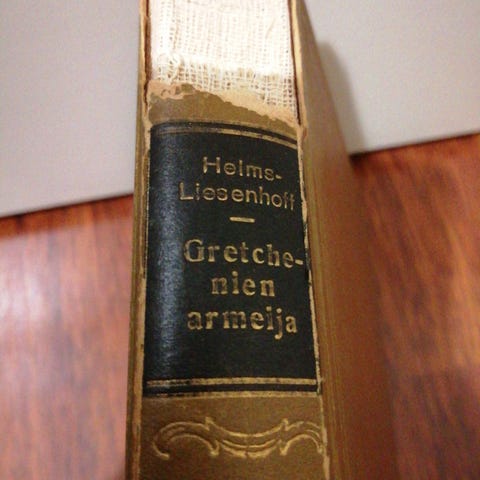 Helms-
Liesenhoff
Gretche-
nien
armeija